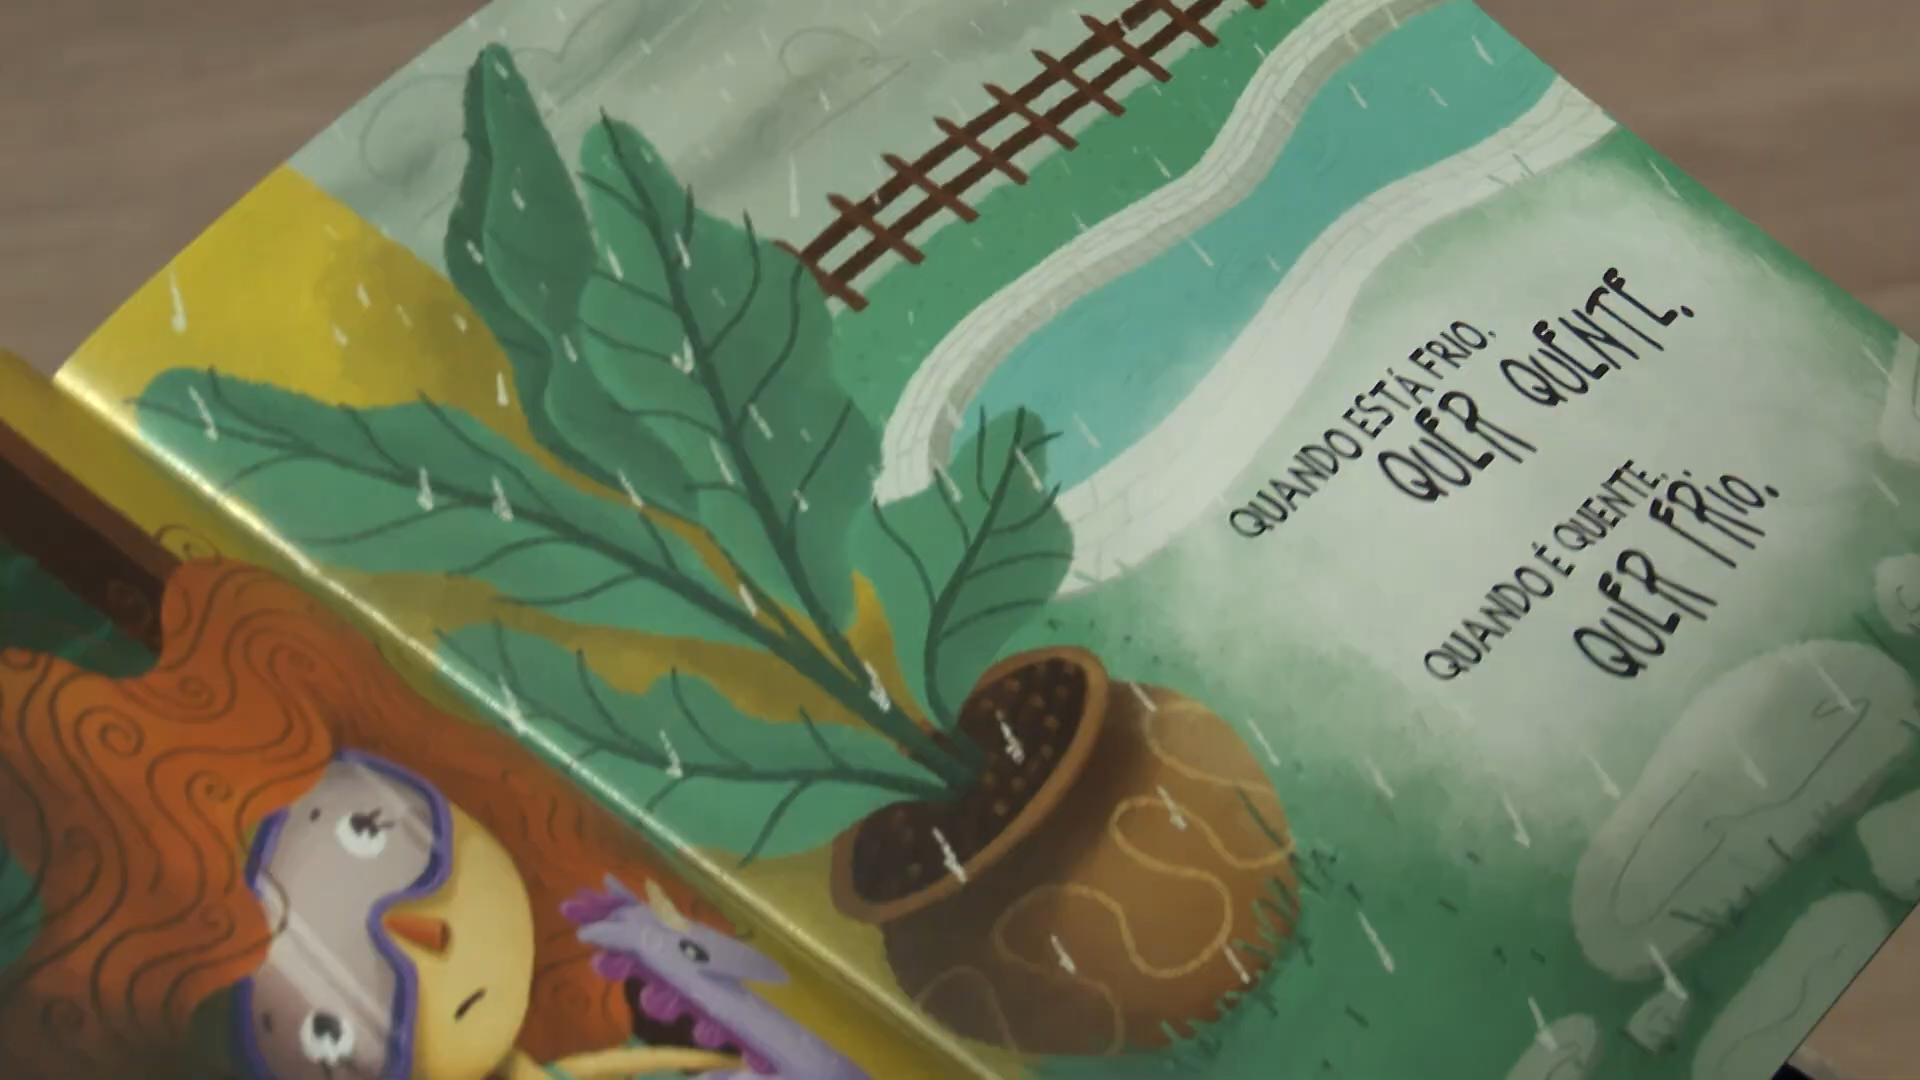 QUANDO ESTÁ FRIO,
QUER QUENTE,
QUANDO É QUENTE,
QUER FRIO.